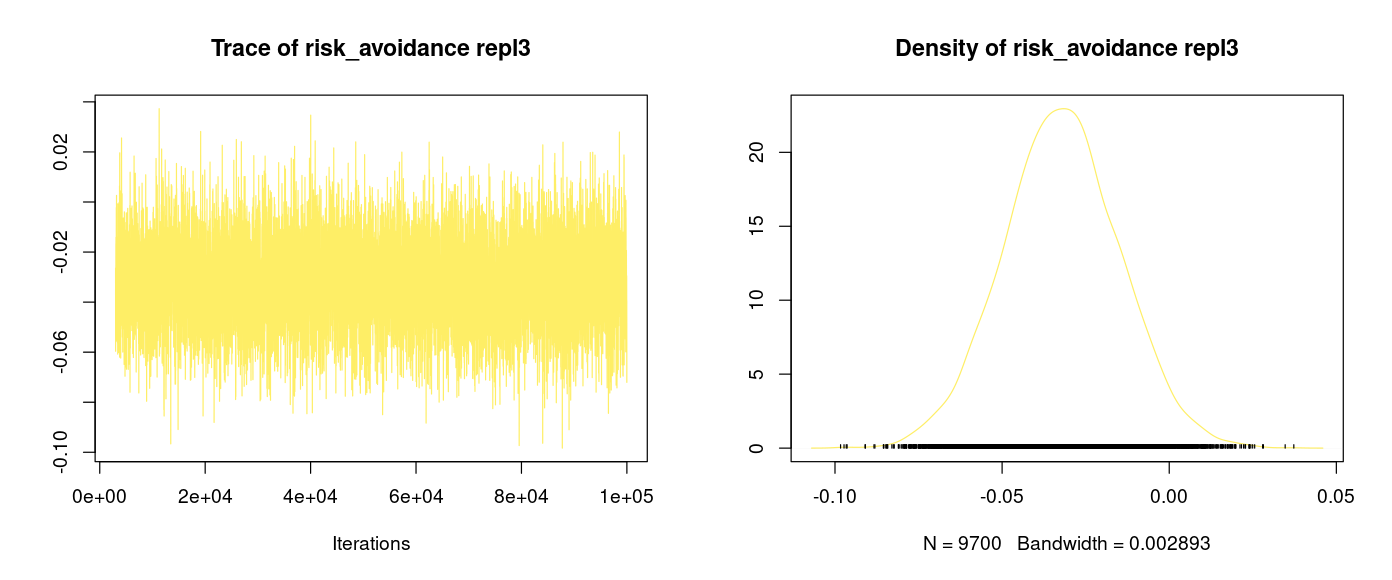 Trace of risk_avoidance repl3
0.02
-0.02
-0.06
-0.10
0e+00 2e+04 4e+04 6e+04 8e+04 1e+05
Iterations
Density of risk_avoidance repl3
20
15
10
5
0
-0.10 -0.05 0.00 0.05
N = 9700 Bandwidth = 0.002893